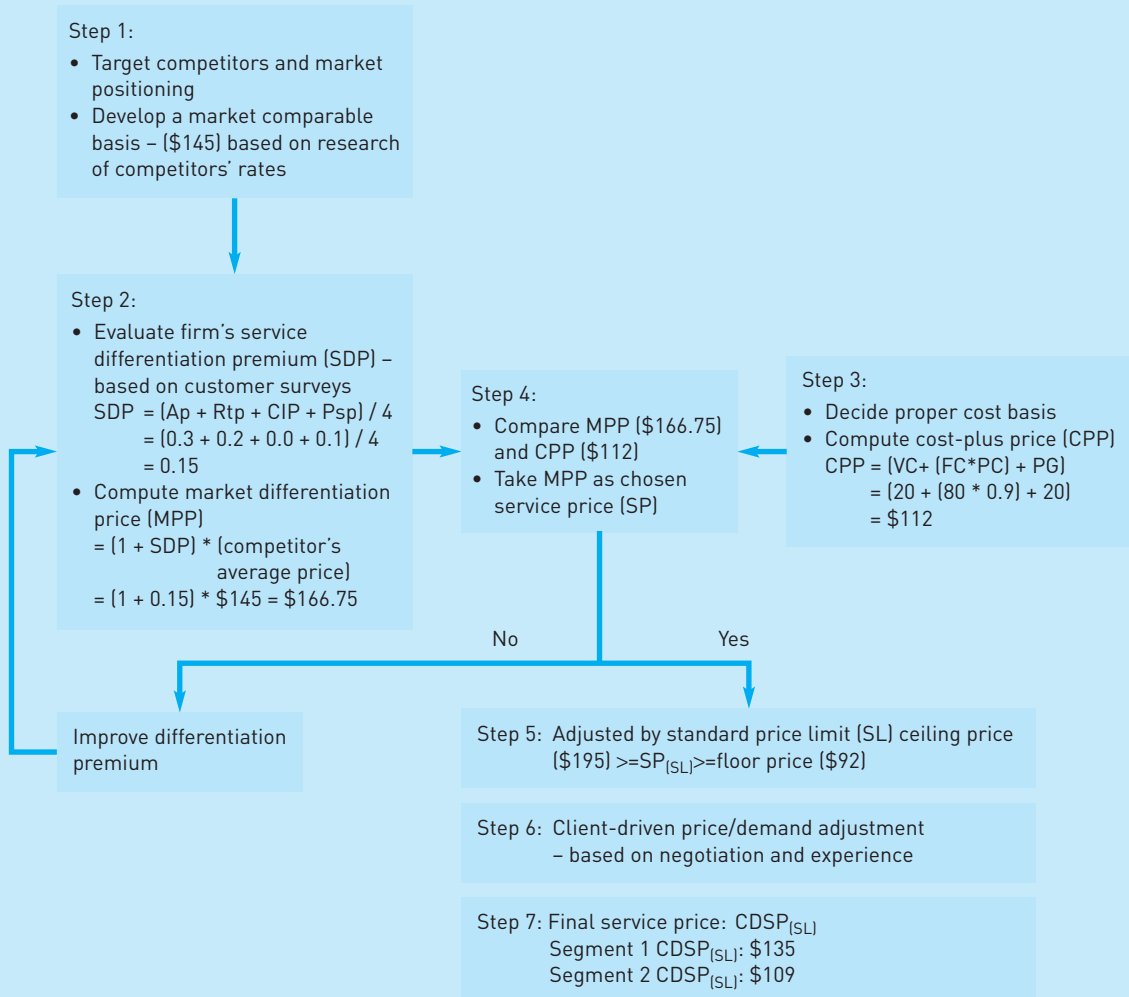 Step 1:
• Target competitors and market
positioning
• Develop a market comparable
basis – ($145) based on research
of competitors’ rates
Step 2:
• Evaluate firm’s service
differentiation premium (SDP) –
based on customer surveys
SDP = (Ap + Rtp + CIP + Psp) / 4
= (0.3 + 0.2 + 0.0 + 0.1) / 4
= 0.15
• Compute market differentiation
price (MPP)
= (1 + SDP) * (competitor’s
average price)
= (1 + 0.15) * $145 = $166.75
Step 4:
• Compare MPP ($166.75)
and CPP ($112)
• Take MPP as chosen
service price (SP)
Step 3:
• Decide proper cost basis
• Compute cost-plus price (CPP)
CPP = (VC+ (FC*PC) + PG)
= (20 + (80 * 0.9) + 20)
= $112
No
Yes
Improve differentiation
premium
Step 5: Adjusted by standard price limit (SL) ceiling price
($195) >=SP(SL)>=floor price ($92)
Step 6: Client-driven price/demand adjustment
– based on negotiation and experience
Step 7: Final service price: CDSP(SL)
Segment 1 CDSP(SL): $135
Segment 2 CDSP(SL): $109